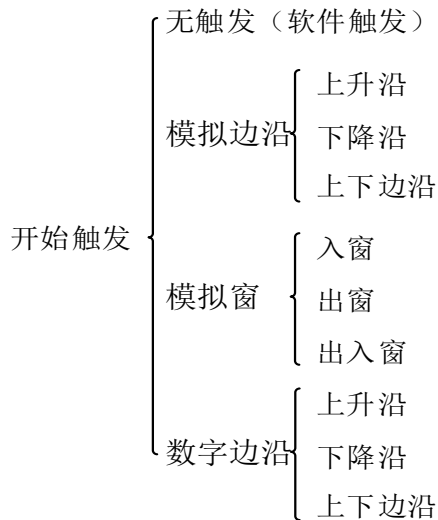 无触发（软件触发）
上升沿
模拟边沿
下降沿
上下边沿
开始触发
入窗
模拟窗
出窗
出入窗
上升沿
数字边沿
下降沿
上下边沿